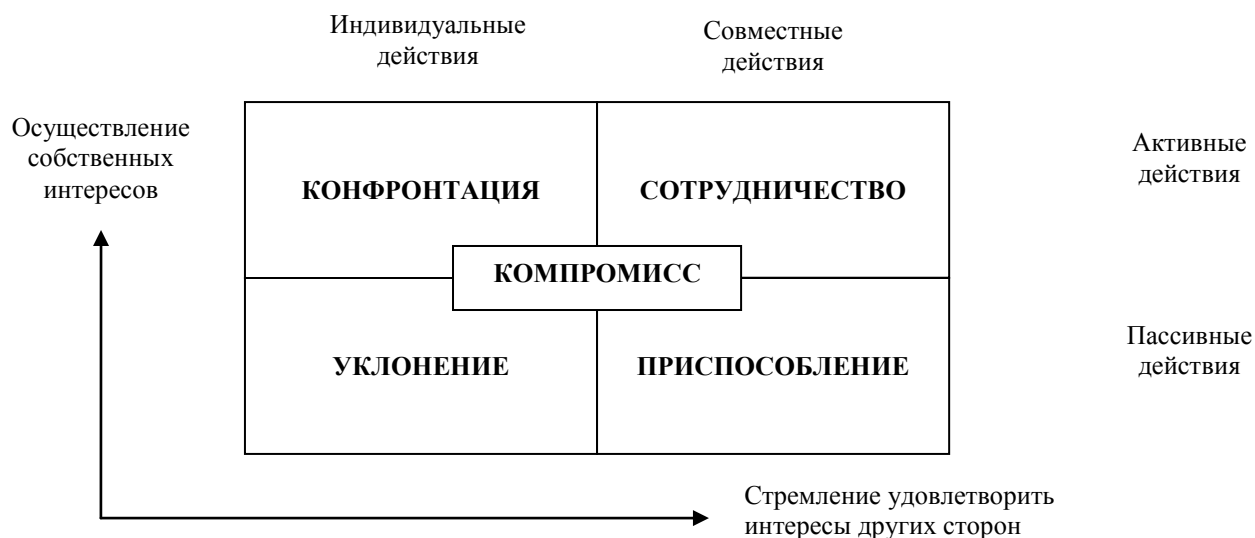 Индивидуальные
действия
Совместные
действия
Осуществление
собственных
интересов
Активные
действия
КОНФРОНТАЦИЯ
СОТРУДНИЧЕСТВО
КОМПРОМИСС
УКЛОНЕНИЕ
ПРИСПОСОБЛЕНИЕ
Пассивные
действия
Стремление удовлетворить
интересы других сторон